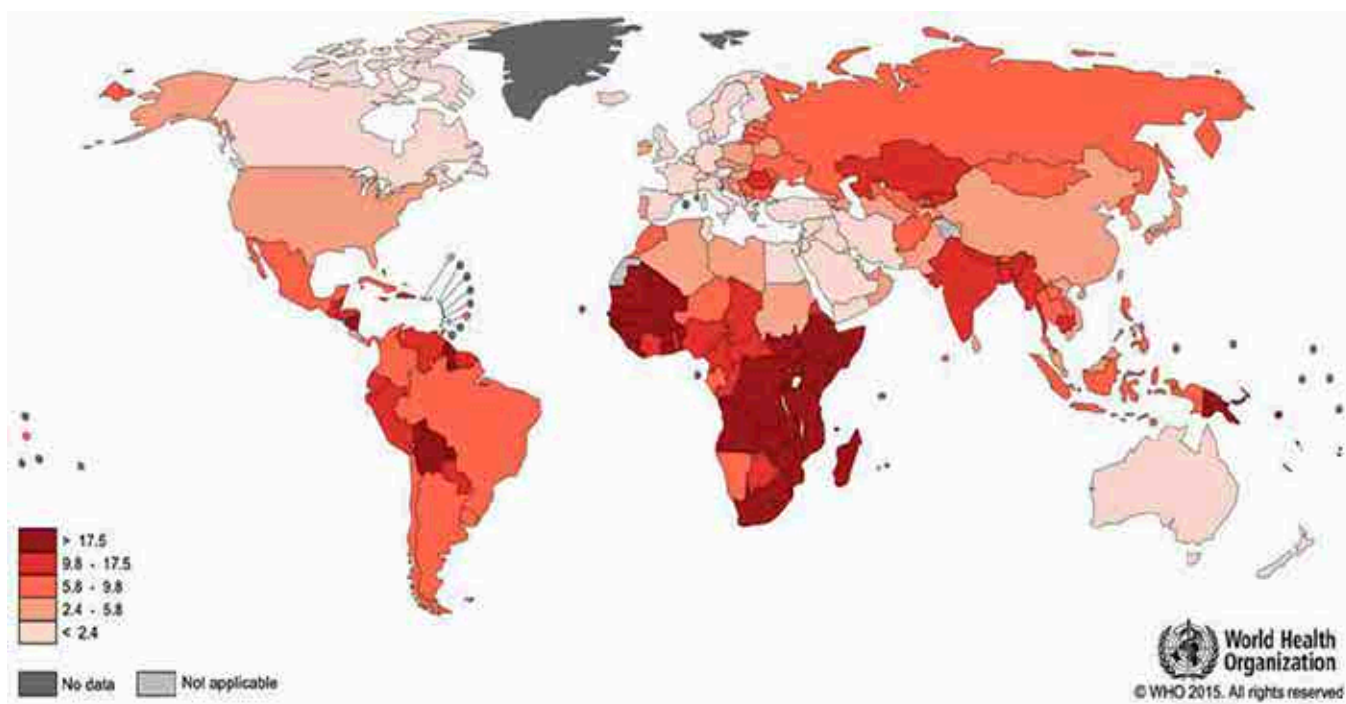 > 17.5
9.8 - 17.5
5.8 - 9.8
2.4 - 5.8
< 2.4
No data
Not applicable
World Health
Organization
© WHO 2015. All rights reserved